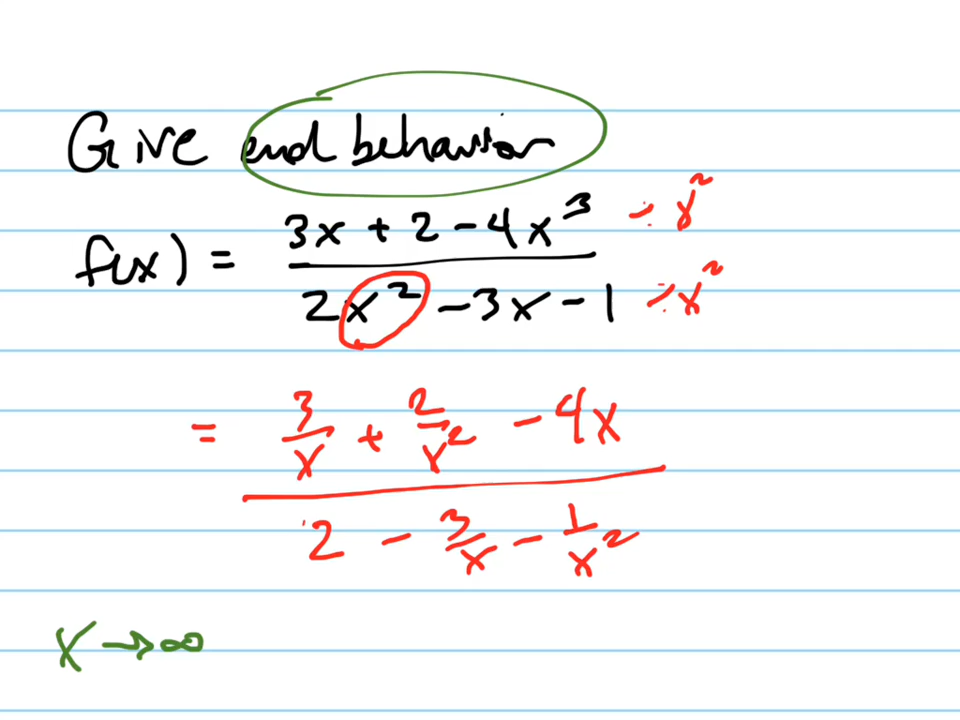 Give end behavior
f(x) = (3x + 2 - 4x³)/(2x² - 3x - 1) ÷ x² ÷ x²
= (3/x + 2/x² - 4x)/(2 - 3/x - 1/x²)
x → ∞